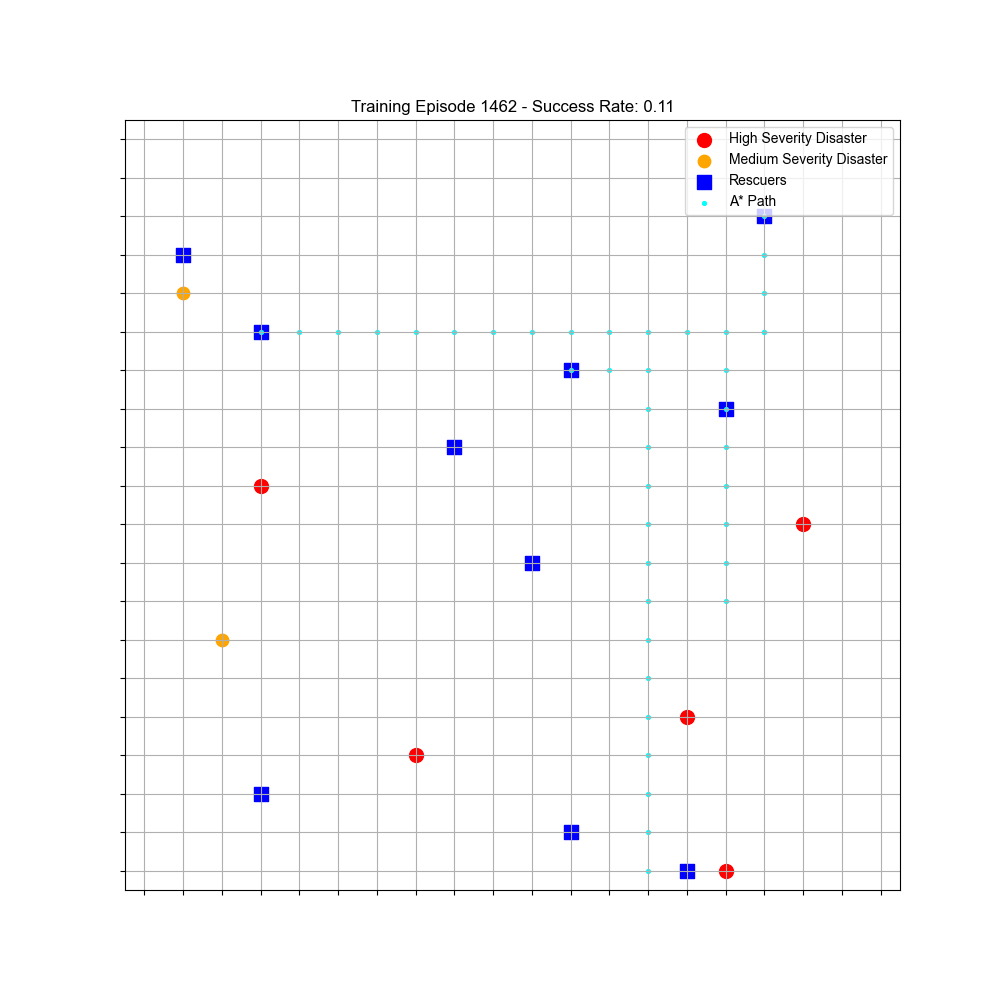 Training Episode 1462 - Success Rate: 0.11
High Severity Disaster
Medium Severity Disaster
Rescuers
A* Path